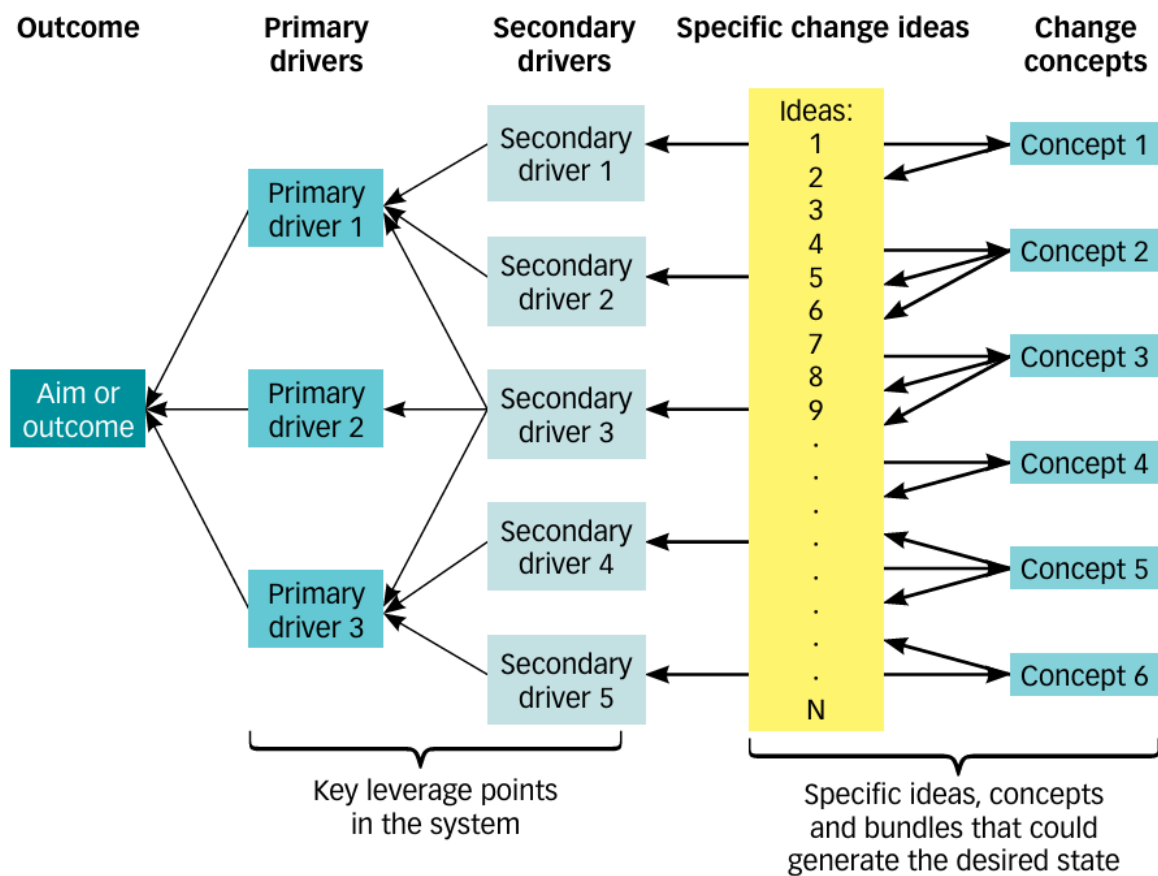 Outcome
Primary
drivers
Secondary
drivers
Specific change ideas
Change
concepts
Aim or
outcome
Primary
driver 1
Primary
driver 2
Primary
driver 3
Secondary
driver 1
Secondary
driver 2
Secondary
driver 3
Secondary
driver 4
Secondary
driver 5
Ideas:
1
2
3
4
5
6
7
8
9
.
.
.
.
.
.
.
.
N
Concept 1
Concept 2
Concept 3
Concept 4
Concept 5
Concept 6
Key leverage points
in the system
Specific ideas, concepts
and bundles that could
generate the desired state